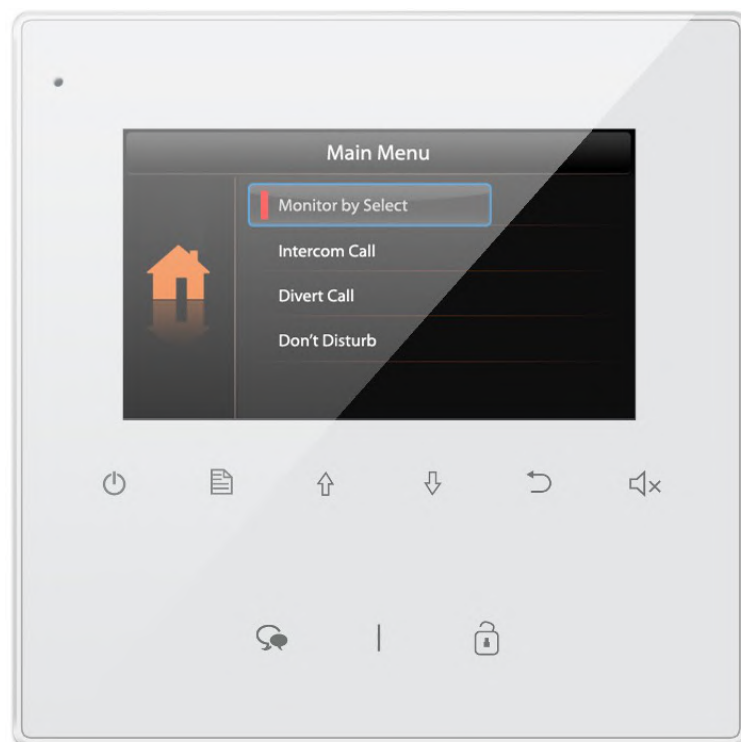 Main Menu
Monitor by Select
Intercom Call
Divert Call
Don't Disturb